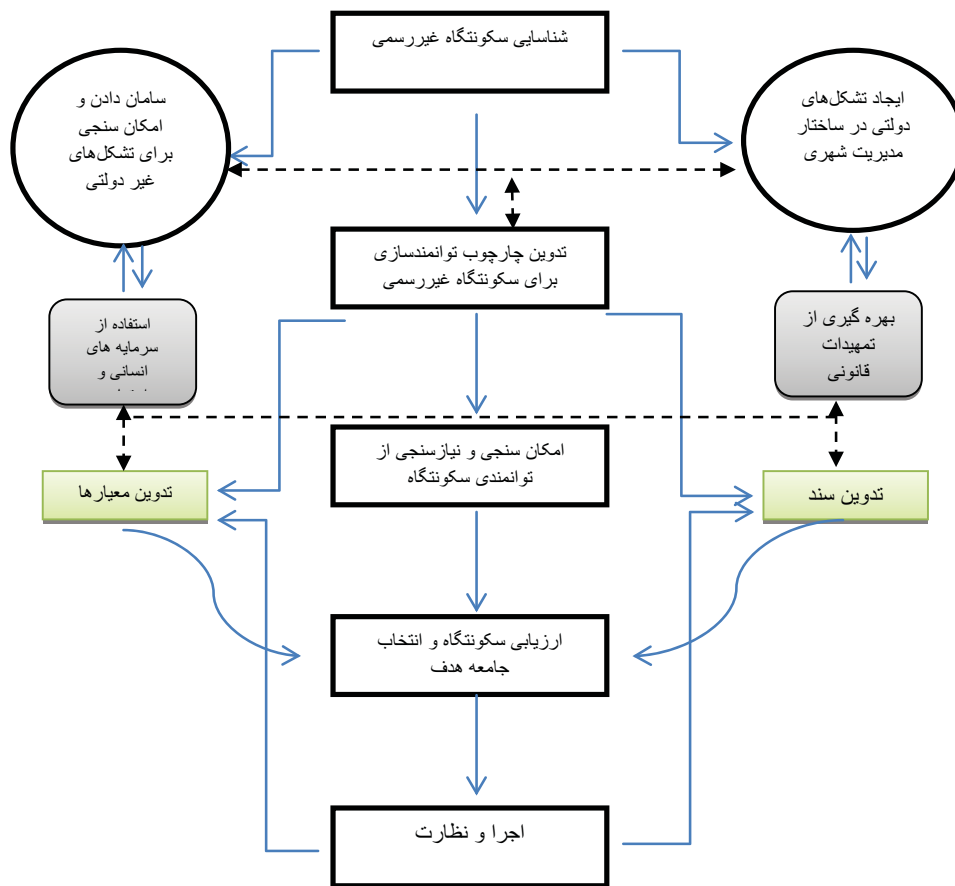 شناسایی سکونتگاه غیررسمی
ایجاد تشکل‌های
دولتی در ساختار
مدیریت شهری
سامان دادن و
امکان سنجی
برای تشکل‌های
غیر دولتی
تدوین چارچوب توانمندسازی
برای سکونتگاه غیررسمی
بهره گیری از
تمهیدات
قانونی
استفاده از
سرمایه های
انسانی و
امکان سنجی و نیازسنجی از
توانمندی سکونتگاه
تدوین سند
تدوین معیارها
ارزیابی سکونتگاه و انتخاب
جامعه هدف
اجرا و نظارت